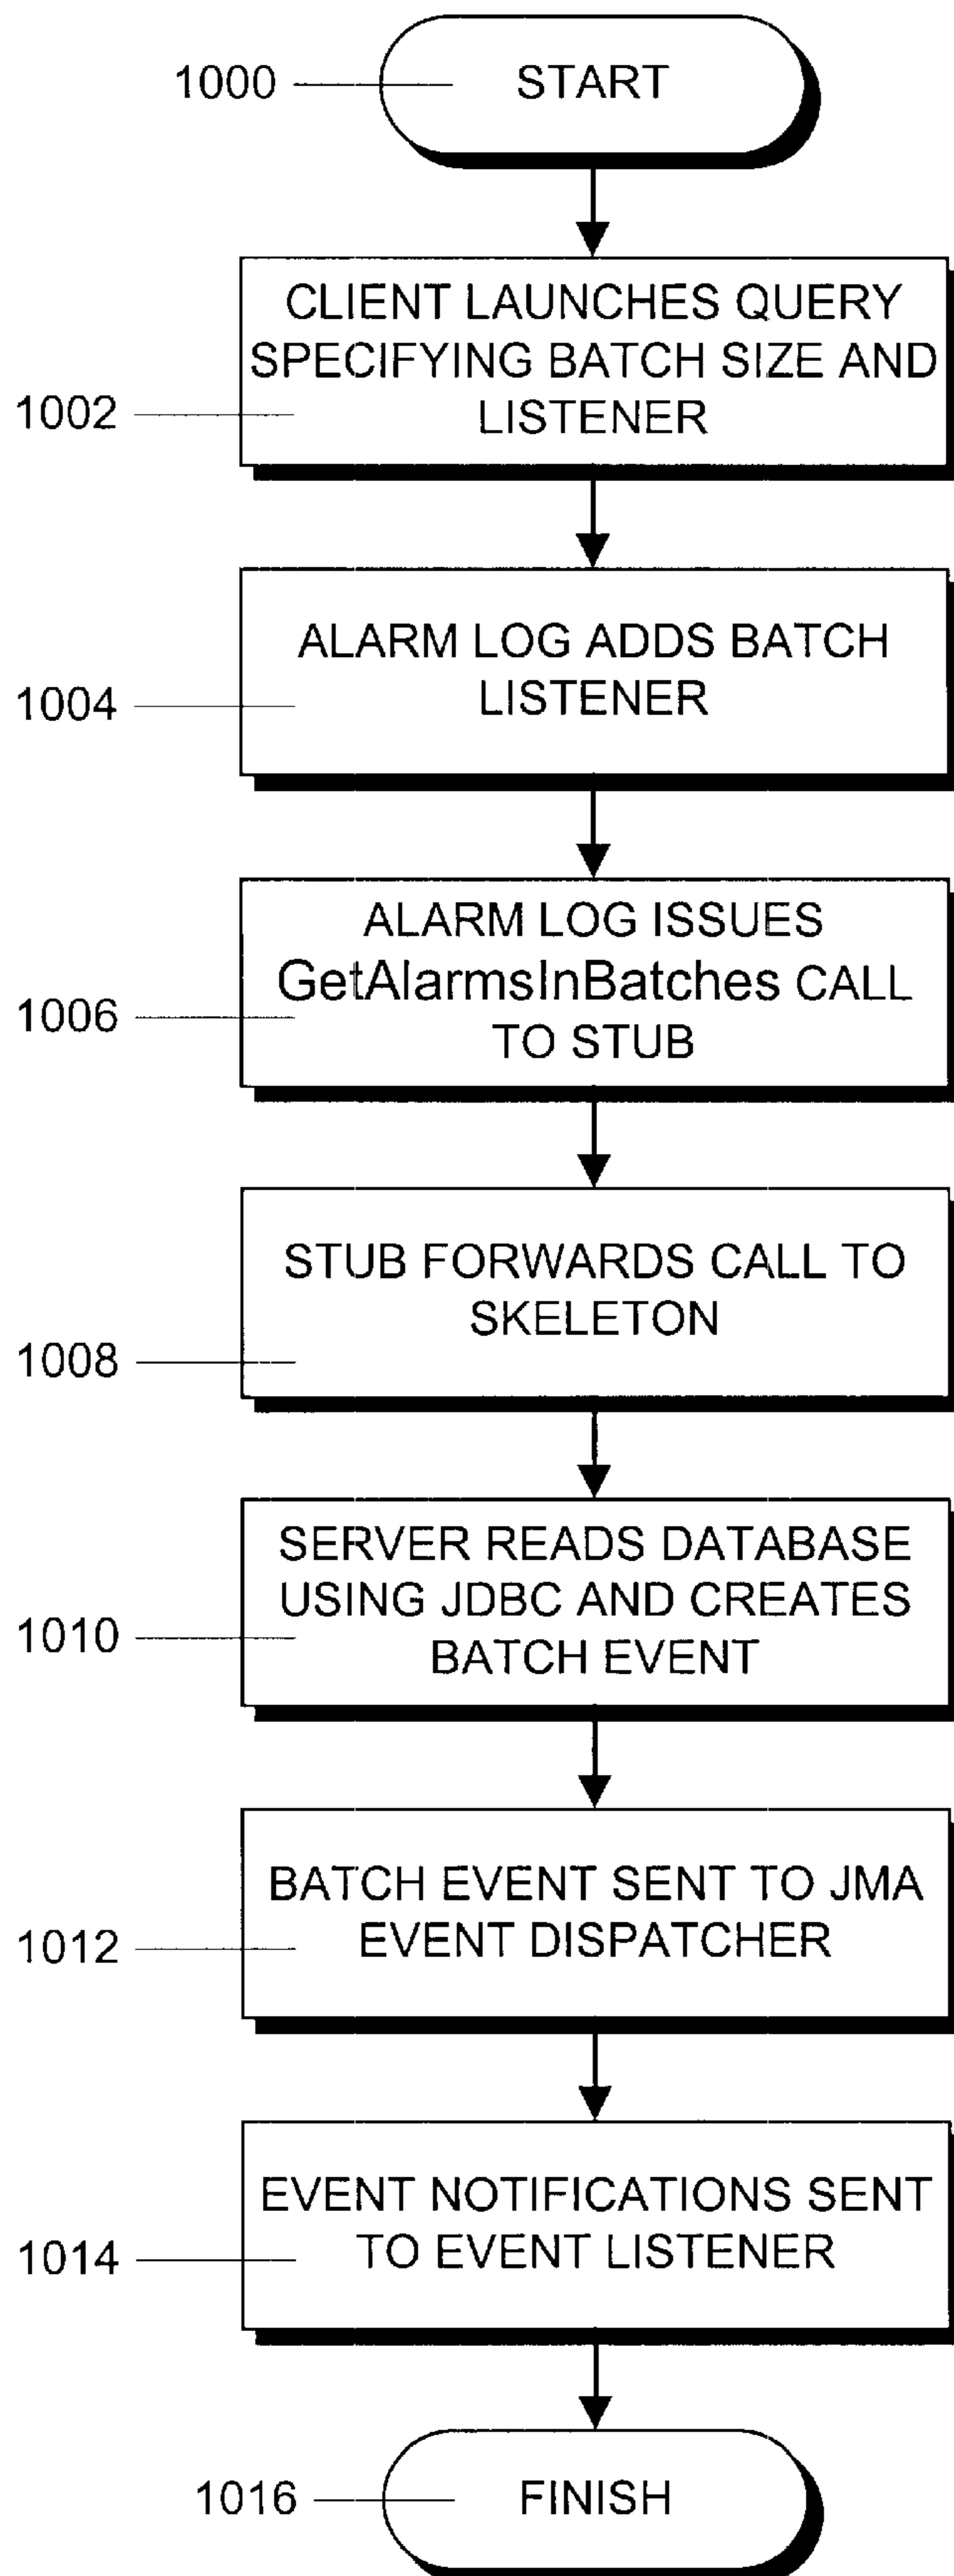 1000
START
CLIENT LAUNCHES QUERY
SPECIFYING BATCH SIZE AND
LISTENER
1002
ALARM LOG ADDS BATCH
LISTENER
1004
ALARM LOG ISSUES
GetAlarmsInBatches CALL
TO STUB
1006
STUB FORWARDS CALL TO
SKELETON
1008
SERVER READS DATABASE
USING JDBC AND CREATES
BATCH EVENT
1010
BATCH EVENT SENT TO JMA
EVENT DISPATCHER
1012
EVENT NOTIFICATIONS SENT
TO EVENT LISTENER
1014
1016
FINISH